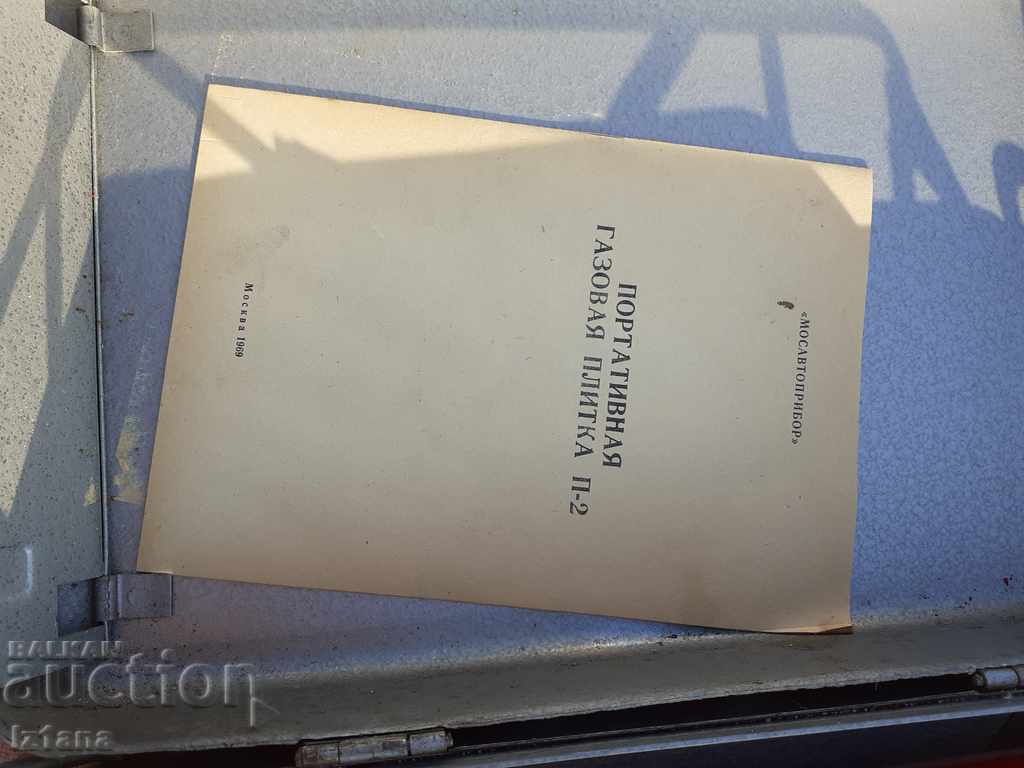 «МОСАВТОПРИБОР»
ПОРТАТИВНАЯ
ГАЗОВАЯ ПЛИТКА П-2
Москва 1969
BALKAN
auction
Iztana